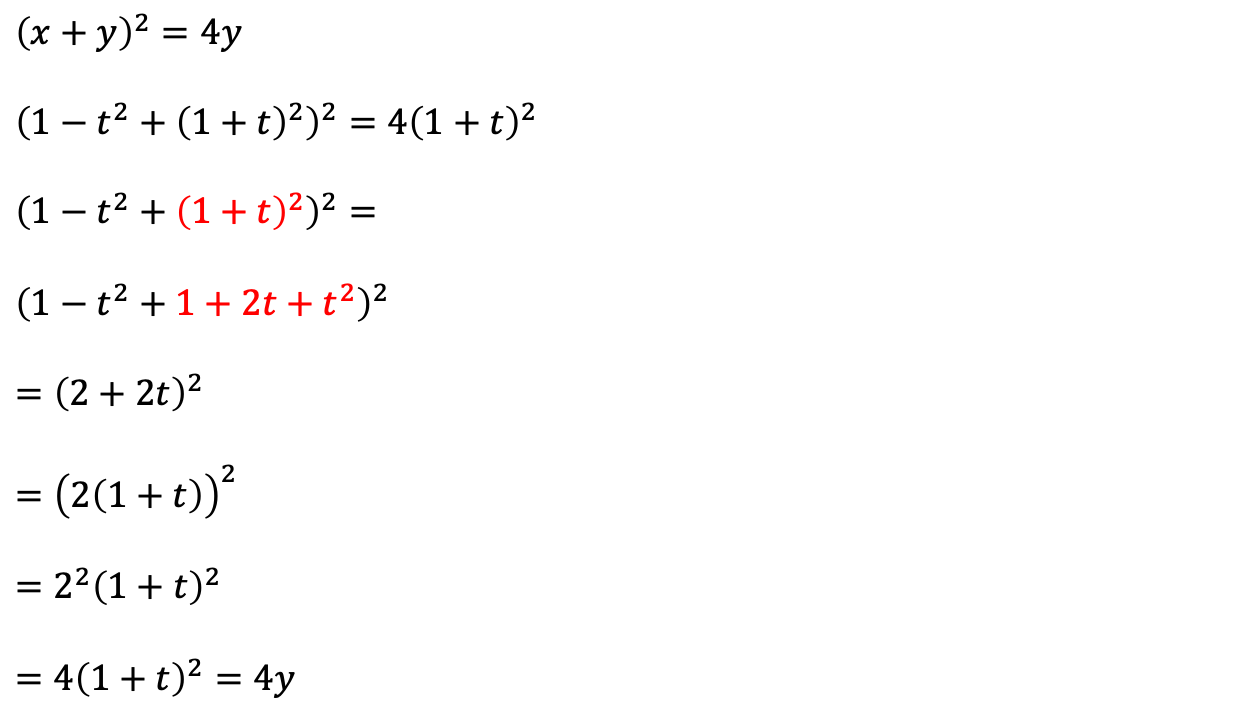 (x + y)² = 4y
(1 − t² + (1 + t)²)² = 4(1 + t)²
(1 − t² + (1 + t)²)² =
(1 − t² + 1 + 2t + t²)²
= (2 + 2t)²
= (2(1 + t))²
= 2²(1 + t)²
= 4(1 + t)² = 4y